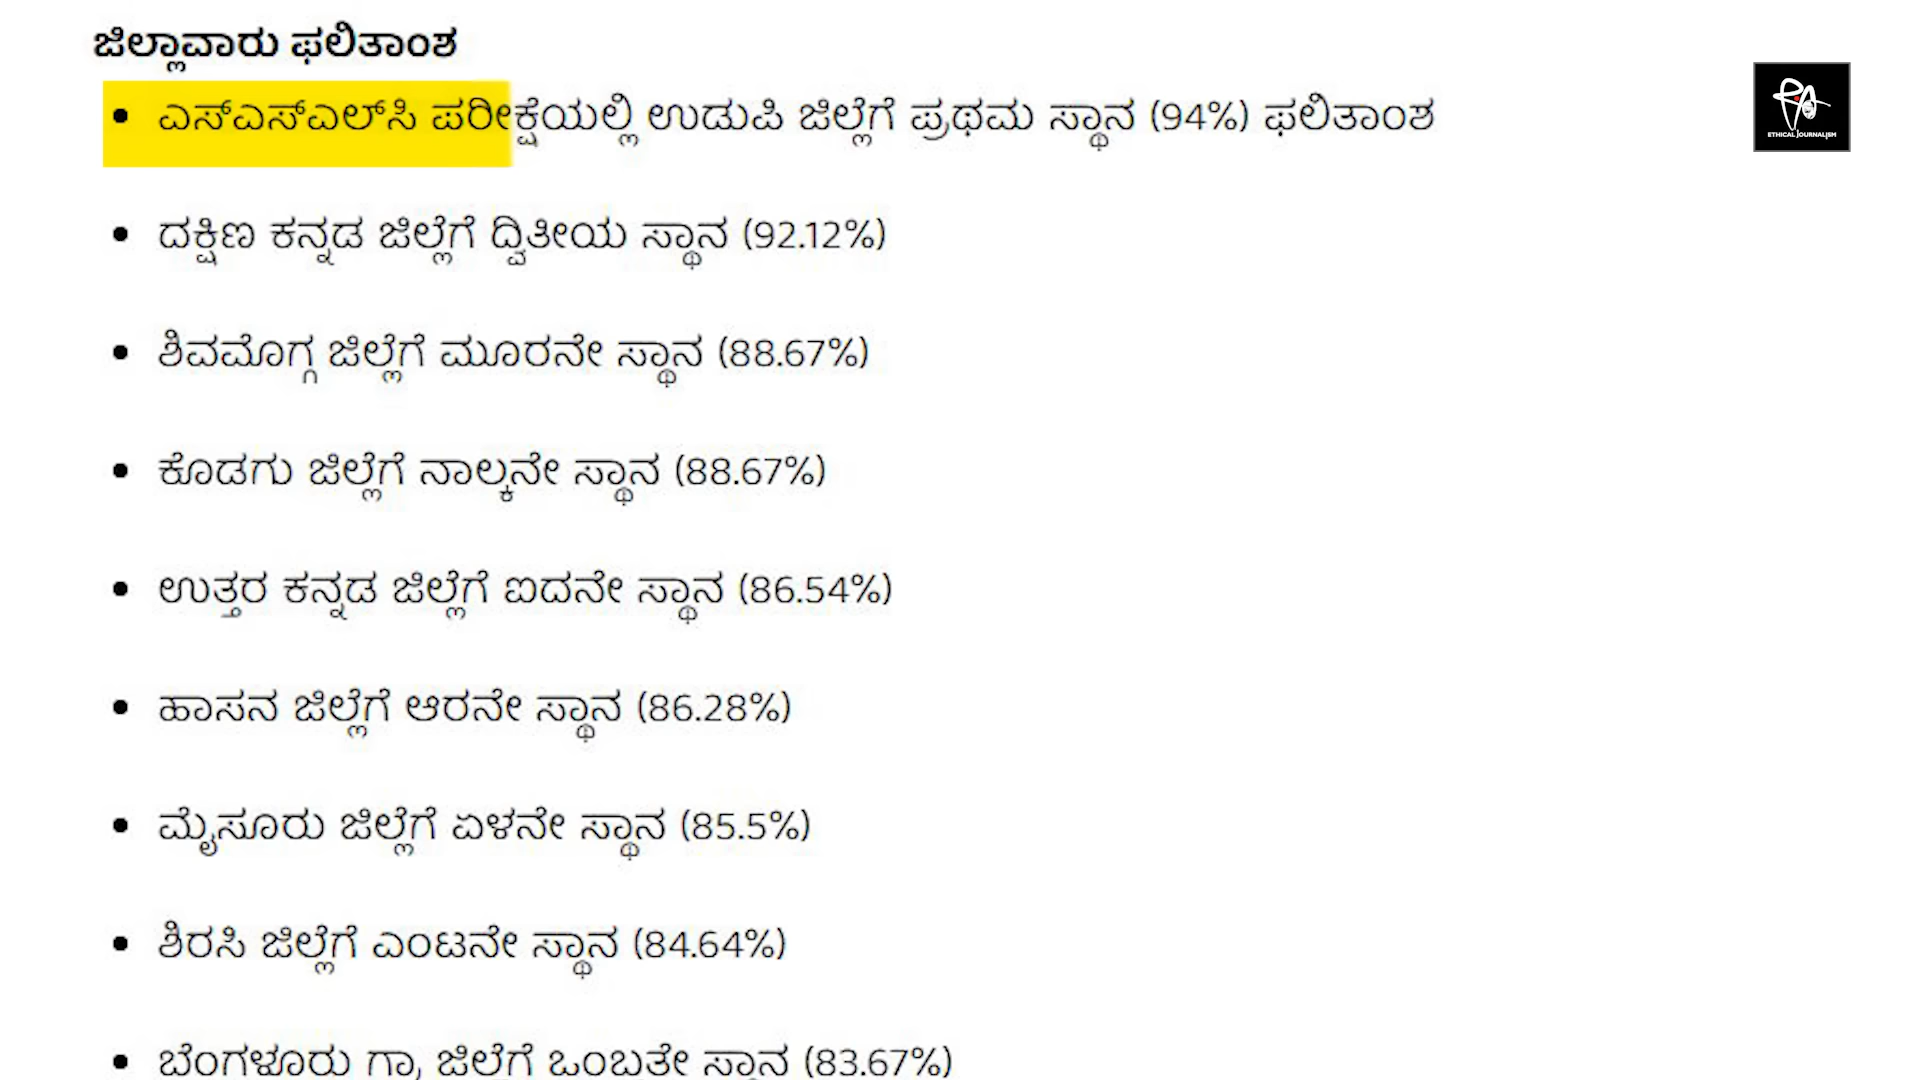 ಜಿಲ್ಲಾವಾರು ಫಲಿತಾಂಶ
• ಎಸ್‌ಎಸ್‌ಎಲ್‌ಸಿ ಪರೀಕ್ಷೆಯಲ್ಲಿ ಉಡುಪಿ ಜಿಲ್ಲೆಗೆ ಪ್ರಥಮ ಸ್ಥಾನ (94%) ಫಲಿತಾಂಶ
ETHICAL JOURNALISM
• ದಕ್ಷಿಣ ಕನ್ನಡ ಜಿಲ್ಲೆಗೆ ದ್ವಿತೀಯ ಸ್ಥಾನ (92.12%)
• ಶಿವಮೊಗ್ಗ ಜಿಲ್ಲೆಗೆ ಮೂರನೇ ಸ್ಥಾನ (88.67%)
• ಕೊಡಗು ಜಿಲ್ಲೆಗೆ ನಾಲ್ಕನೇ ಸ್ಥಾನ (88.67%)
• ಉತ್ತರ ಕನ್ನಡ ಜಿಲ್ಲೆಗೆ ಐದನೇ ಸ್ಥಾನ (86.54%)
• ಹಾಸನ ಜಿಲ್ಲೆಗೆ ಆರನೇ ಸ್ಥಾನ (86.28%)
• ಮೈಸೂರು ಜಿಲ್ಲೆಗೆ ಏಳನೇ ಸ್ಥಾನ (85.5%)
• ಶಿರಸಿ ಜಿಲ್ಲೆಗೆ ಎಂಟನೇ ಸ್ಥಾನ (84.64%)
• ಬೆಂಗಳೂರು ಗ್ರಾ ಜಿಲ್ಲೆಗೆ ಒಂಬತ್ತೇ ಸ್ಥಾನ (83.67%)